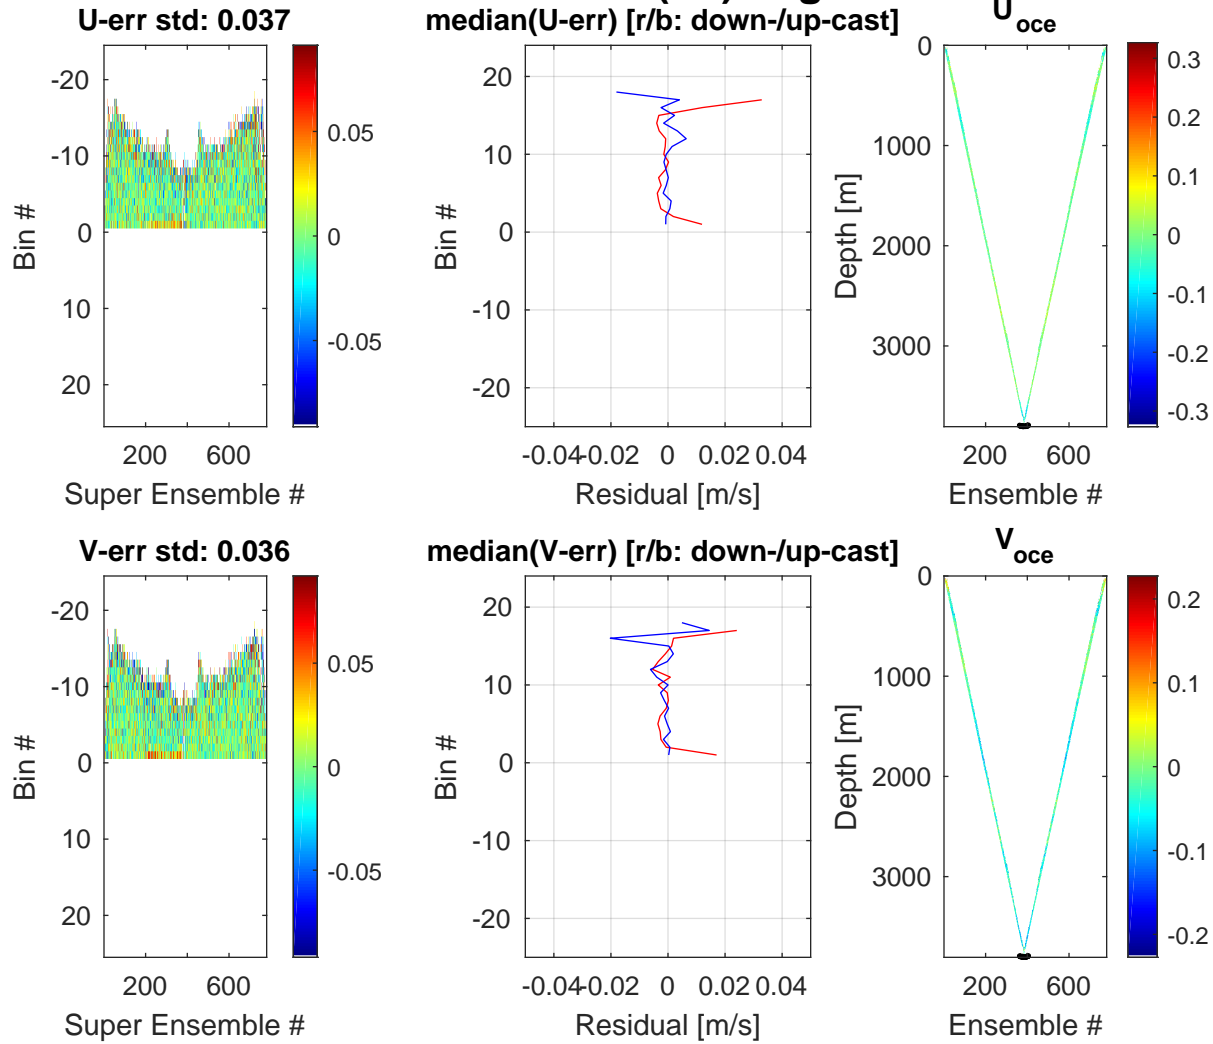 U-err std: 0.037
median(U-err) [r/b: down-/up-cast]
U
oce
-20
-10
0
10
20
Bin #
200 600
Super Ensemble #
0.05
0
-0.05
20
10
0
-10
-20
Bin #
-0.04 -0.02 0 0.02 0.04
Residual [m/s]
0
1000
2000
3000
Depth [m]
200 600
Ensemble #
0.3
0.2
0.1
0
-0.1
-0.2
-0.3
V-err std: 0.036
median(V-err) [r/b: down-/up-cast]
V
oce
-20
-10
0
10
20
Bin #
200 600
Super Ensemble #
0.05
0
-0.05
20
10
0
-10
-20
Bin #
-0.04 -0.02 0 0.02 0.04
Residual [m/s]
0
1000
2000
3000
Depth [m]
200 600
Ensemble #
0.2
0.1
0
-0.1
-0.2